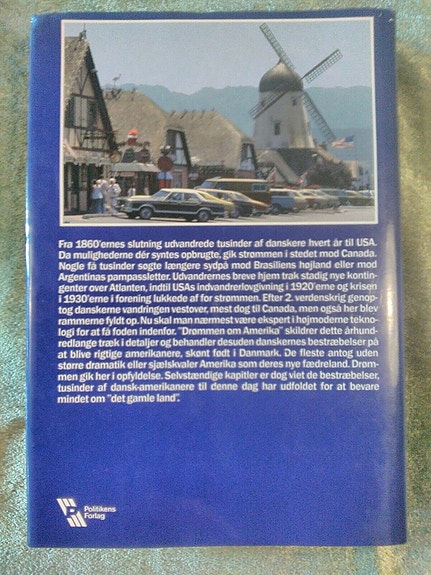 Fra 1860'ernes slutning udvandrede tusinder af danskere hvert år til USA.
Da mulighederne dér syntes opbrugte, gik strømmen i stedet mod Canada.
Nogle få tusinder søgte længere sydpå mod Brasiliens højland eller mod
Argentinas pampassletter. Udvandrernes breve hjem trak stadig nye kontin-
genter over Atlanten, indtil USAs indvandrerlovgivning i 1920'erne og krisen
i 1930'erne i forening lukkede af for strømmen. Efter 2. verdenskrig genop-
tog danskerne vandringen vestover, mest dog til Canada, men også her blev
rammerne fyldt op. Nu skal man nærmest være ekspert i højmoderne teknolo-
logi for at få foden indenfor. "Drømmen om Amerika" skildrer dette århund-
redlange træk i detaljer og behandler desuden danskernes bestræbelser på
at blive rigtige amerikanere, skønt født i Danmark. De fleste antog uden
større dramatik eller sjælskvaler Amerika som deres nye fædreland. Drøm-
men gik her i opfyldelse. Selvstændige kapitler er dog viet de bestræbelser,
tusinder af dansk-amerikanere til denne dag har udfoldet for at bevare
mindet om "det gamle land".
Politikens
Forlag